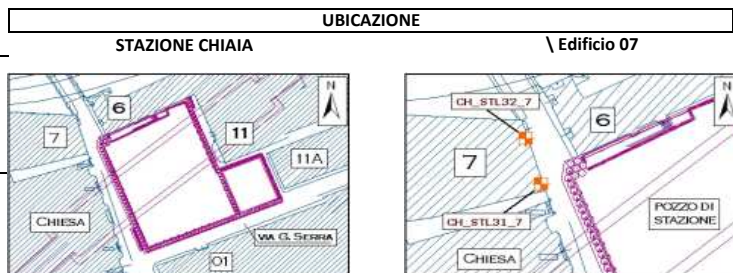 UBICAZIONE
STAZIONE CHIAIA
\ Edificio 07
N
6
7
11
11A
CHIESA
VIA G. SERRA
01
N
CH_STL32_7
6
7
POZZO DI
STAZIONE
CH_STL31_7
CHIESA